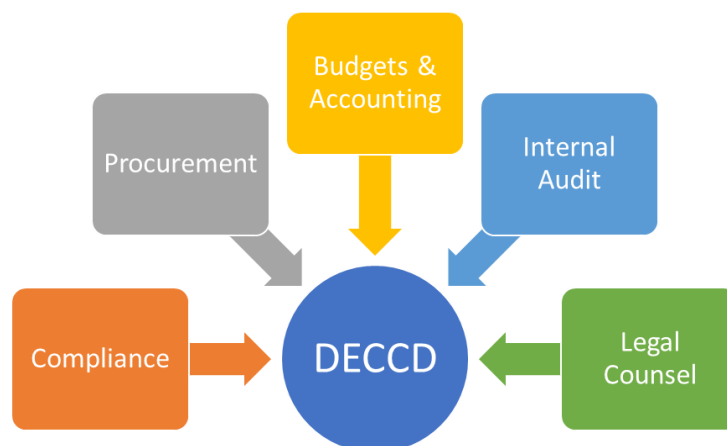 Budgets &
Accounting
Procurement
Internal
Audit
Compliance
DECCD
Legal
Counsel